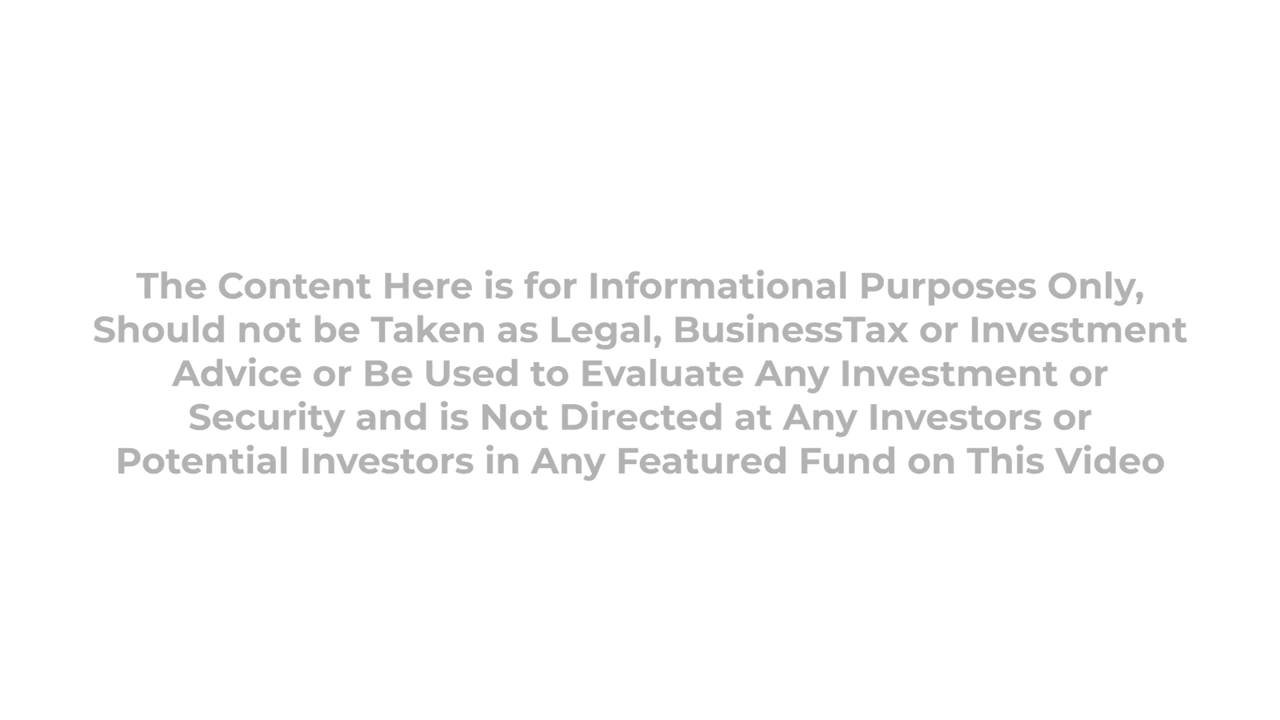 The Content Here is for Informational Purposes Only,
Should not be Taken as Legal, BusinessTax or Investment
Advice or Be Used to Evaluate Any Investment or
Security and is Not Directed at Any Investors or
Potential Investors in Any Featured Fund on This Video